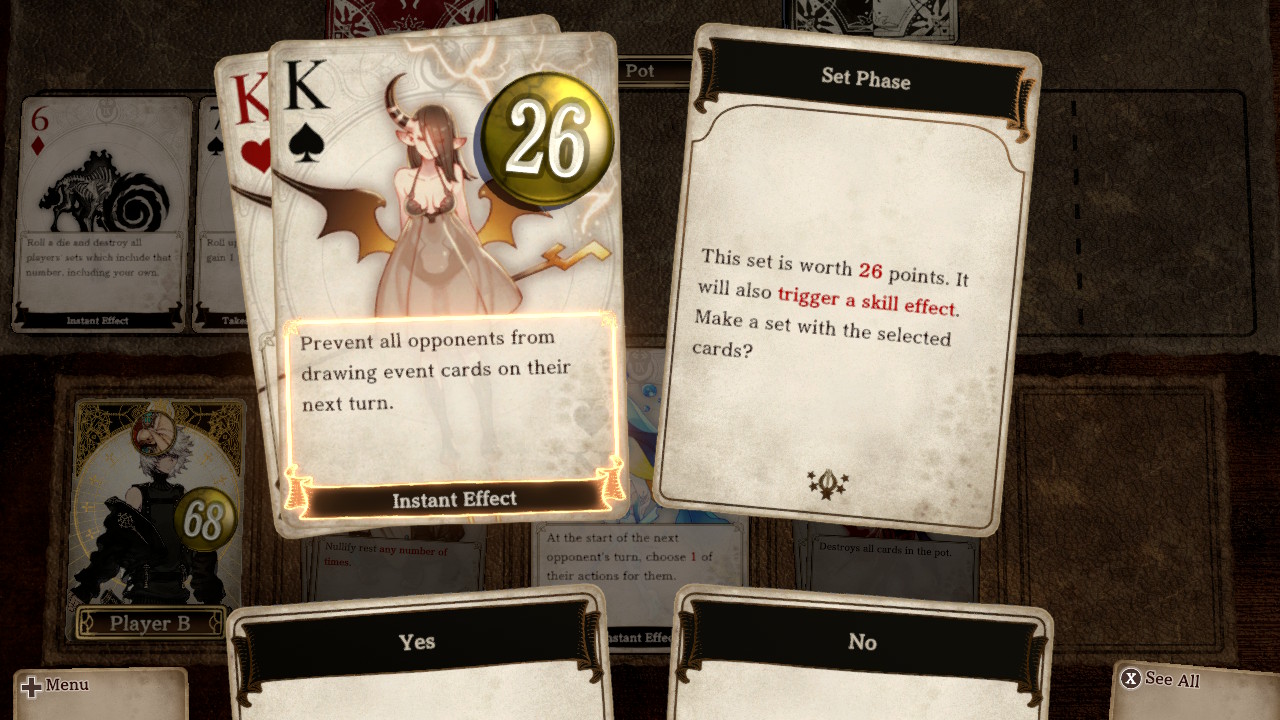 Pot
6
7
K
K
26
Set Phase
Roll a die and destroy all
players' sets which include that
number, including your own.
Instant Effect
Roll
gain 1
This set is worth 26 points. It
will also trigger a skill effect.
Make a set with the selected
cards?
Prevent all opponents from
drawing event cards on their
next turn.
Instant Effect
68
Player B
Nullify rest any number of
times.
At the start of the next
opponent's turn, choose 1 of
their actions for them.
Instant
Destroys all cards in the pot.
Yes
No
Menu
X See All